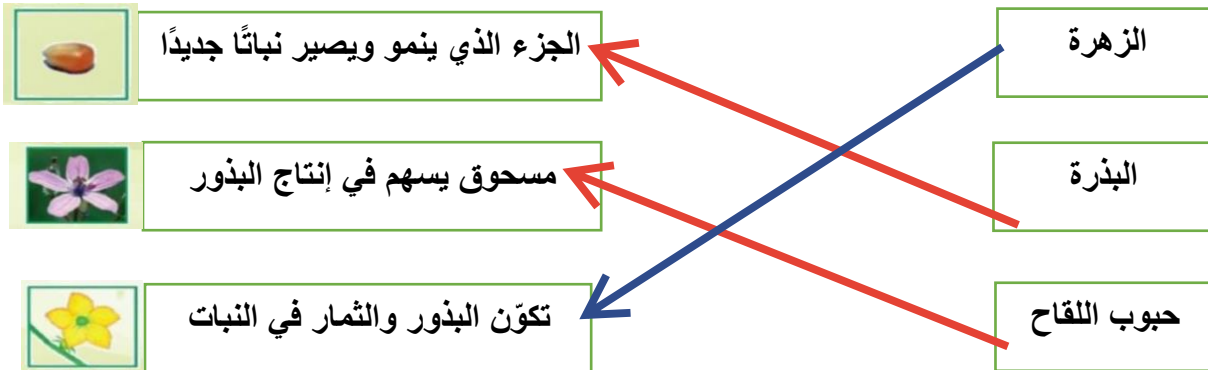 الزهرة
الجزء الذي ينمو ويصير نباتًا جديدًا
البذرة
مسحوق يسهم في إنتاج البذور
حبوب اللقاح
تكوّن البذور والثمار في النبات